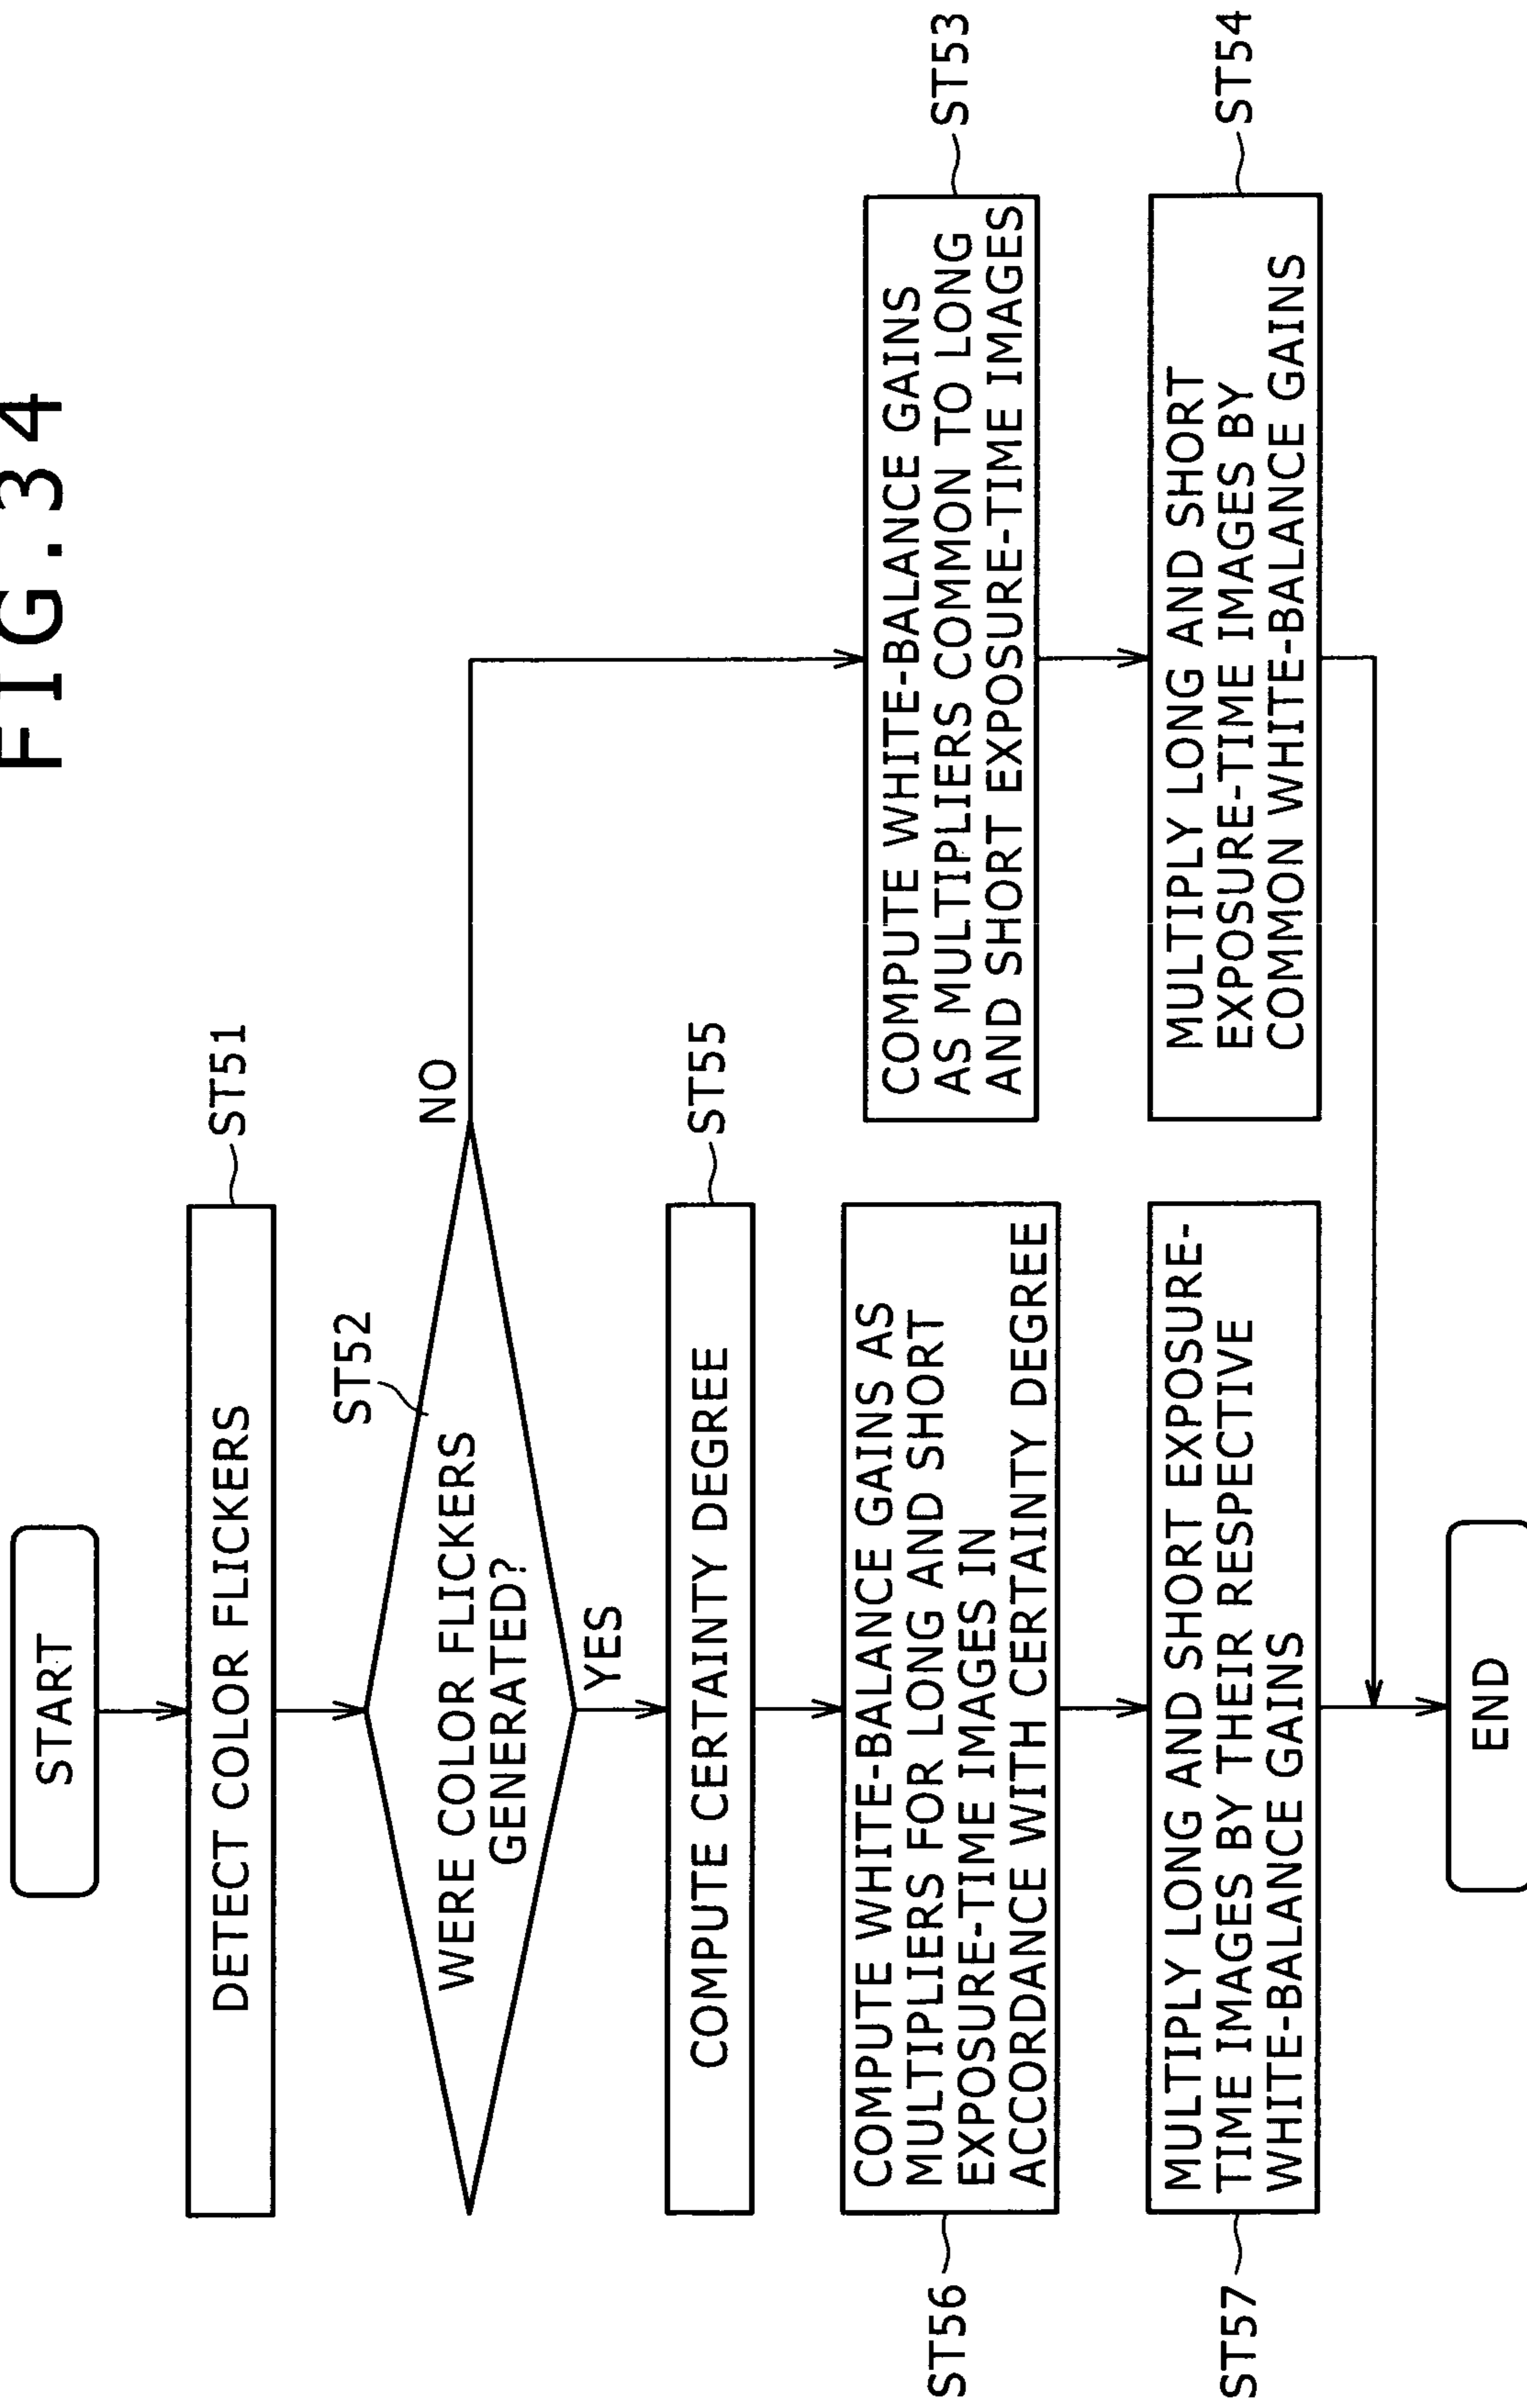 FIG.34
START
DETECT COLOR FLICKERS
ST51
ST52
WERE COLOR FLICKERS
GENERATED?
NO
YES
COMPUTE CERTAINTY DEGREE
ST55
COMPUTE WHITE-BALANCE GAINS AS
MULTIPLIERS FOR LONG AND SHORT
EXPOSURE-TIME IMAGES IN
ACCORDANCE WITH CERTAINTY DEGREE
ST56
COMPUTE WHITE-BALANCE GAINS
AS MULTIPLIERS COMMON TO LONG
AND SHORT EXPOSURE-TIME IMAGES
ST53
MULTIPLY LONG AND SHORT EXPOSURE-
TIME IMAGES BY THEIR RESPECTIVE
WHITE-BALANCE GAINS
ST57
MULTIPLY LONG AND SHORT
EXPOSURE-TIME IMAGES BY
COMMON WHITE-BALANCE GAINS
ST54
END